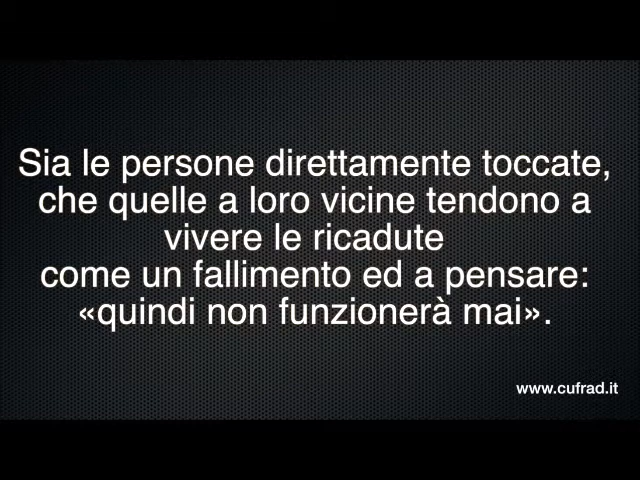 Sia le persone direttamente toccate,
che quelle a loro vicine tendono a
vivere le ricadute
come un fallimento ed a pensare:
«quindi non funzionerà mai».
www.cufrad.it